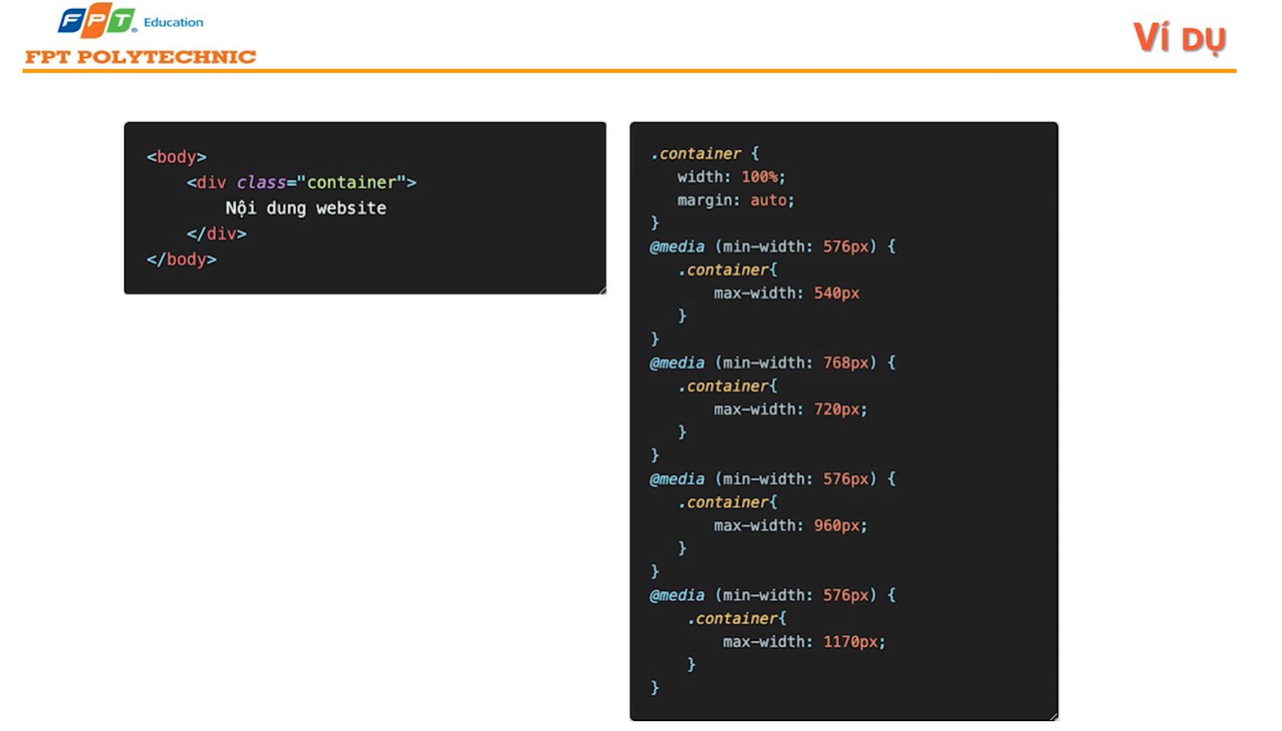 FPT Education
FPT POLYTECHNIC
Ví dụ
<body>
<div class="container">
Nội dung website
</div>
</body>
.container {
width: 100%;
margin: auto;
}
@media (min-width: 576px) {
.container{
max-width: 540px
}
}
@media (min-width: 768px) {
.container{
max-width: 720px;
}
}
@media (min-width: 576px) {
.container{
max-width: 960px;
}
}
@media (min-width: 576px) {
.container{
max-width: 1170px;
}
}